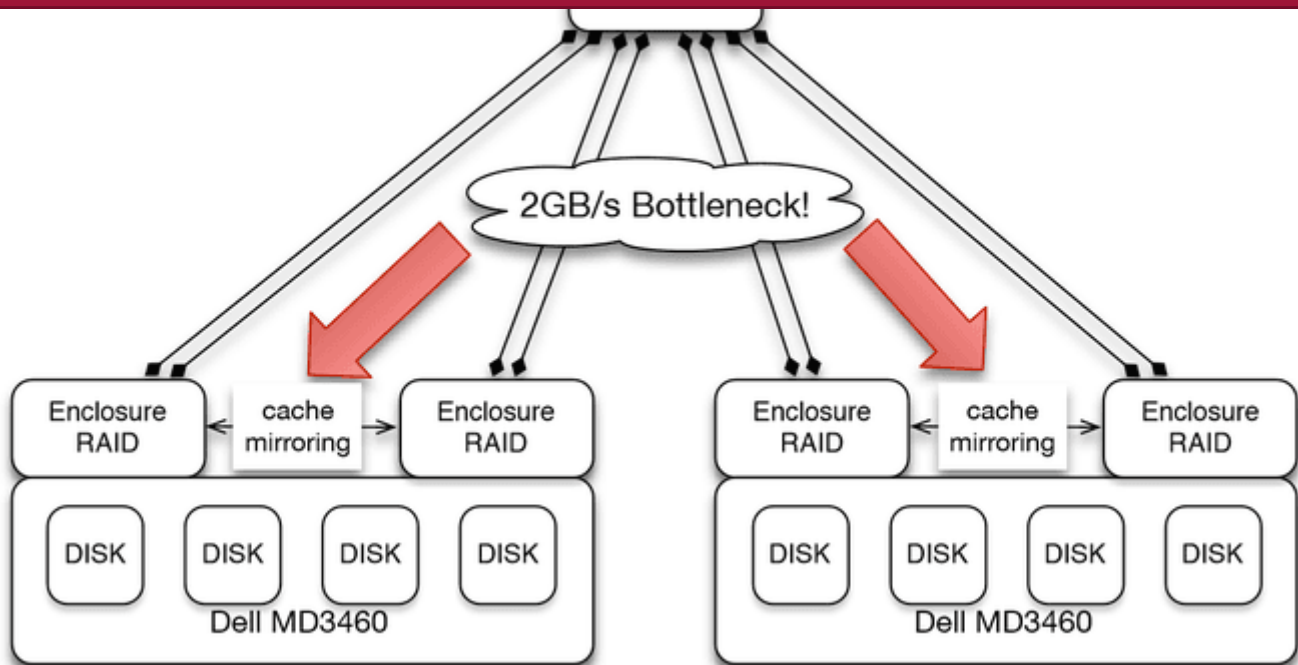 2GB/s Bottleneck!
Enclosure
RAID
cache
mirroring
Enclosure
RAID
Enclosure
RAID
cache
mirroring
Enclosure
RAID
DISK
DISK
DISK
DISK
DISK
DISK
DISK
DISK
Dell MD3460
Dell MD3460